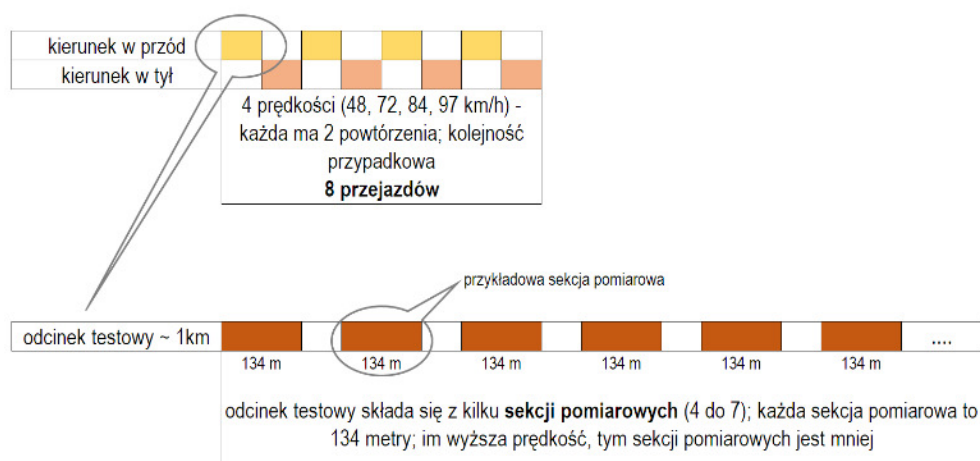 kierunek w przód
kierunek w tył
4 prędkości (48, 72, 84, 97 km/h) -
każda ma 2 powtórzenia; kolejność
przypadkowa
8 przejazdów
przykładowa sekcja pomiarowa
odcinek testowy ~ 1km
....
134 m 134 m 134 m 134 m 134 m 134 m
odcinek testowy składa się z kilku sekcji pomiarowych (4 do 7); każda sekcja pomiarowa to
134 metry; im wyższa prędkość, tym sekcji pomiarowych jest mniej